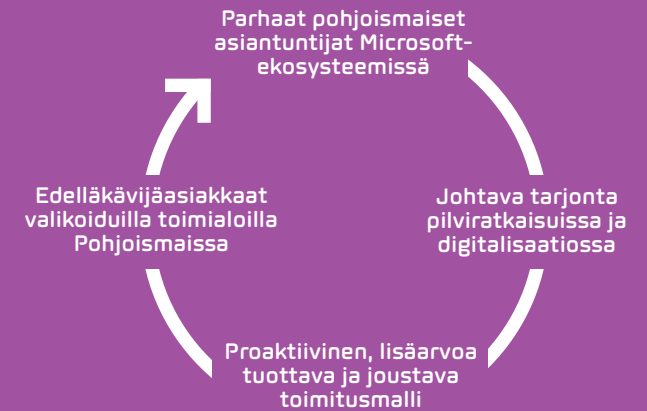 Parhaat pohjoismaiset
asiantuntijat Microsoft-
ekosysteemissä
Johtava tarjonta
pilviratkaisuissa ja
digitalisaatiossa
Proaktiivinen, lisäarvoa
tuottava ja joustava
toimitusmalli
Edelläkävijäasiakkaat
valikoiduilla toimialoilla
Pohjoismaissa